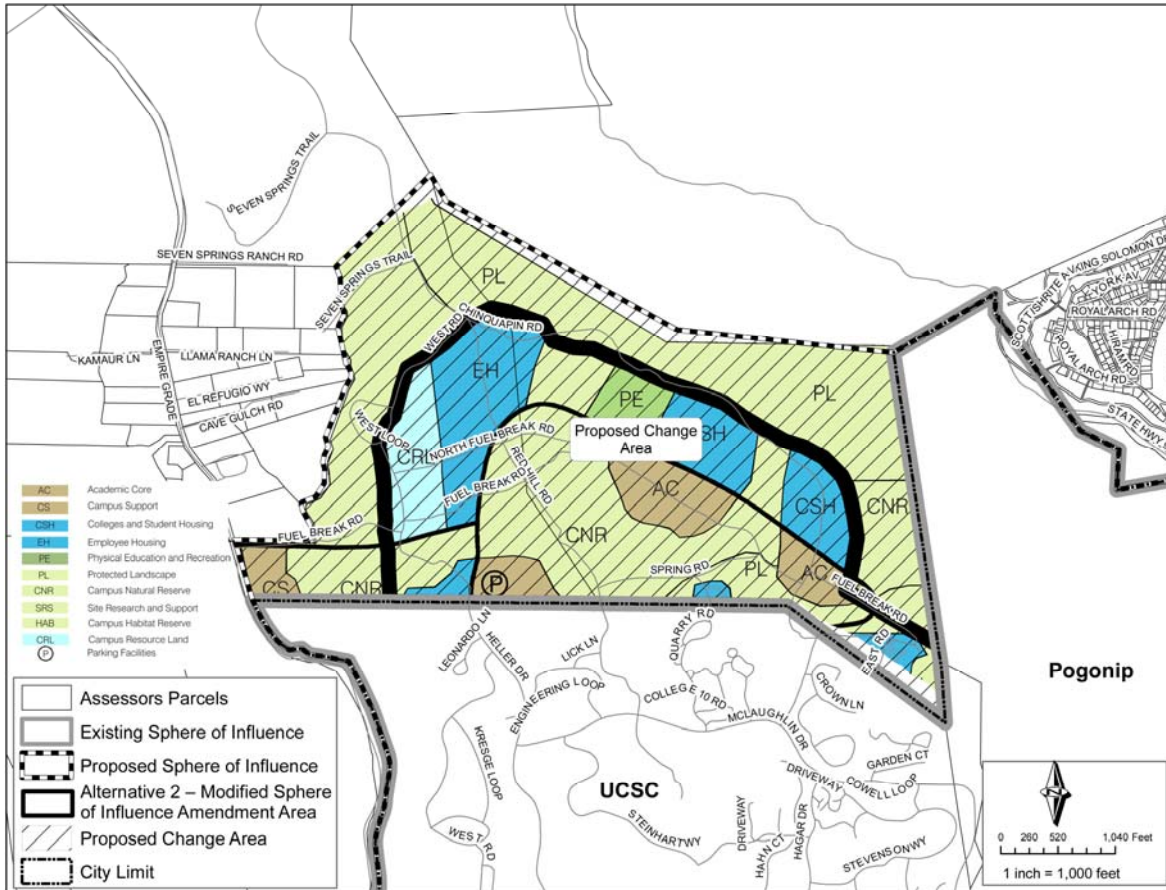 SEVEN SPRINGS TRAIL
SEVEN SPRINGS RANCH RD
SEVEN SPRINGS TRAIL
PL
KAMAUR LN
LLAMA RANCH LN
EMPIRE GRADE
EL REFUGIO WY
CAVE GULCH RD
WEST RD
CHINQUAPIN RD
EH
PE
PL
WEST LOOP
CRL
NORTH FUEL BREAK RD
RED HILL RD
FUEL BREAK RD
Proposed Change
Area
CSH
AC
CSH
CNR
SCOTTISH RITE
KING SOLOMON DR
YORK AV
ROYAL ARCH RD
HIRAM RD
ROYAL ARCH RD
STATE HWY
FUEL BREAK RD
CNR
SPRING RD
PL
AC
FUEL BREAK RD
CS
CNR
P
EAST RD
AC Academic Core
CS Campus Support
CSH Colleges and Student Housing
EH Employee Housing
PE Physical Education and Recreation
PL Protected Landscape
CNR Campus Natural Reserve
SRS Site Research and Support
HAB Campus Habitat Reserve
CRL Campus Resource Land
P Parking Facilities
Assessors Parcels
Existing Sphere of Influence
Proposed Sphere of Influence
Alternative 2 – Modified Sphere
of Influence Amendment Area
Proposed Change Area
City Limit
LEONARDO LN
HELLER DR
LICK LN
QUARRY RD
ENGINEERING LOOP
COLLEGE 10 RD
CROWN LN
MCLAUGHLIN DR
KRESGE LOOP
GARDEN CT
DRIVEWAY
COWELL LOOP
UCSC
STEINHART WY
DRIVEWAY
HAHN CT
HAGAR DR
WEST RD
STEVENSON WY
Pogonip
N
0 260 520 1,040 Feet
1 inch = 1,000 feet